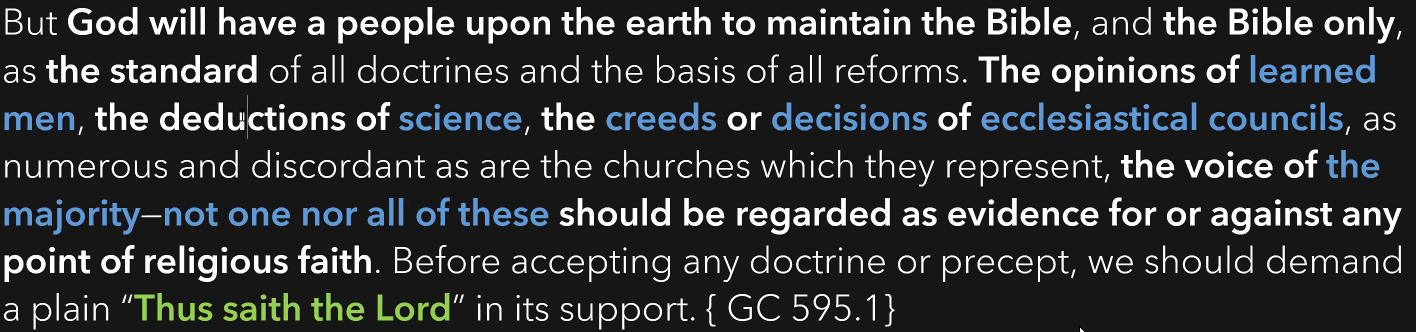 But God will have a people upon the earth to maintain the Bible, and the Bible only,
as the standard of all doctrines and the basis of all reforms. The opinions of learned
men, the deductions of science, the creeds or decisions of ecclesiastical councils, as
numerous and discordant as are the churches which they represent, the voice of the
majority—not one nor all of these should be regarded as evidence for or against any
point of religious faith. Before accepting any doctrine or precept, we should demand
a plain “Thus saith the Lord” in its support. { GC 595.1}